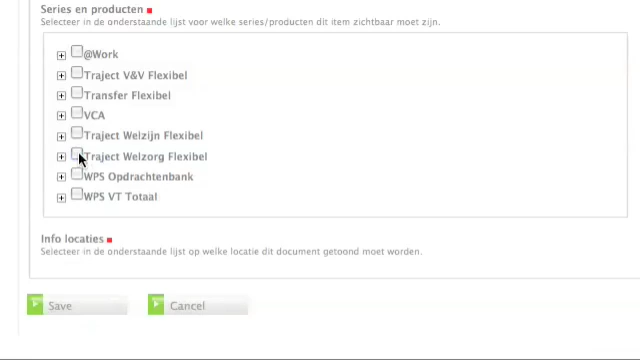 Series en producten
Selecteer in de onderstaande lijst voor welke series/producten dit item zichtbaar moet zijn.
@Work
Traject V&V Flexibel
Transfer Flexibel
VCA
Traject Welzijn Flexibel
Traject Welzorg Flexibel
WPS Opdrachtenbank
WPS VT Totaal
Info locaties
Selecteer in de onderstaande lijst op welke locatie dit document getoond moet worden.
Save Cancel